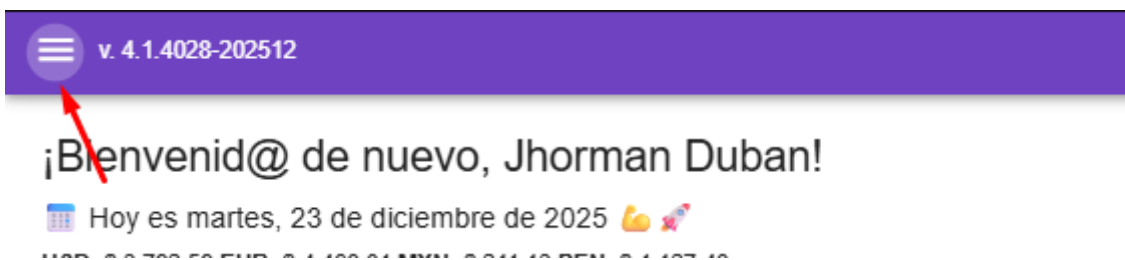 v. 4.1.4028-202512
¡Bienvenid@ de nuevo, Jhorman Duban!
Hoy es martes, 23 de diciembre de 2025 💪 🚀